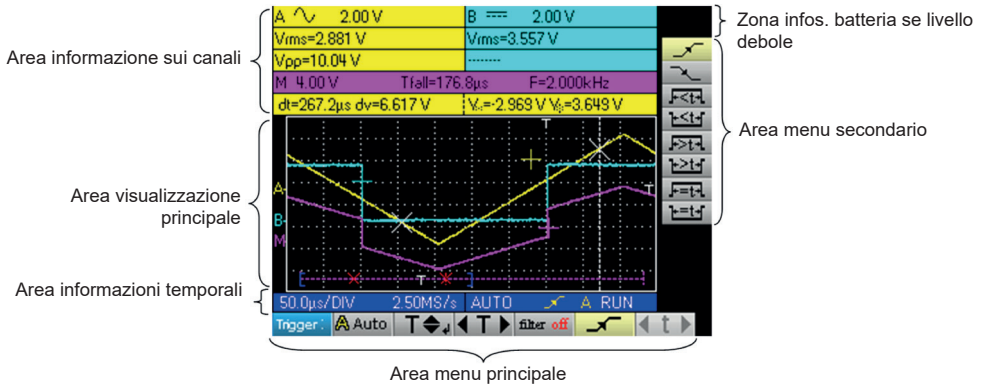 A 2.00 V
B 2.00 V
Vrms=2.881 V
Vrms=3.557 V
Vpp=10.04 V
--------
M 4.00 V Tfall=176.8µs F=2.000kHz
dt=267.2µs dv=6.617 V
=-2.969 V =3.649 V
Zona infos. batteria se livello
debole
Area informazione sui canali
Area menu secondario
<t
<t
>t
>t
=t
=t
Area visualizzazione
principale
T
A
B
M
T
T
Area informazioni temporali
50.0µs/DIV 2.50MS/s AUTO A RUN
Trigger: A Auto T T filter off t
Area menu principale